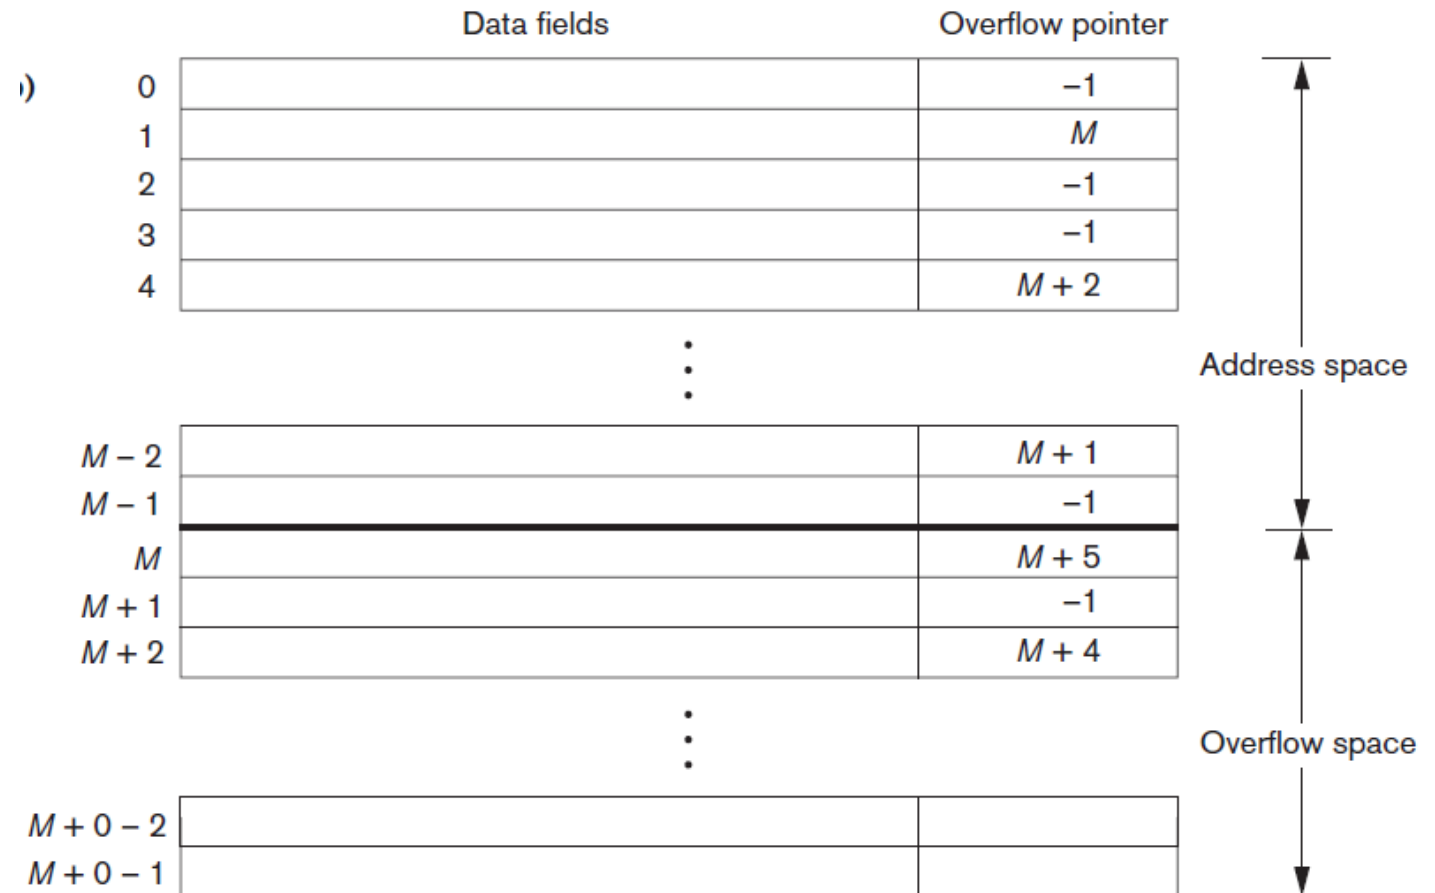 Data fields Overflow pointer
) 0 –1
1 M
2 –1
3 –1
4 M + 2
Address space
M – 2 M + 1
M – 1 –1
M M + 5
M + 1 –1
M + 2 M + 4
Overflow space
M + 0 – 2
M + 0 – 1